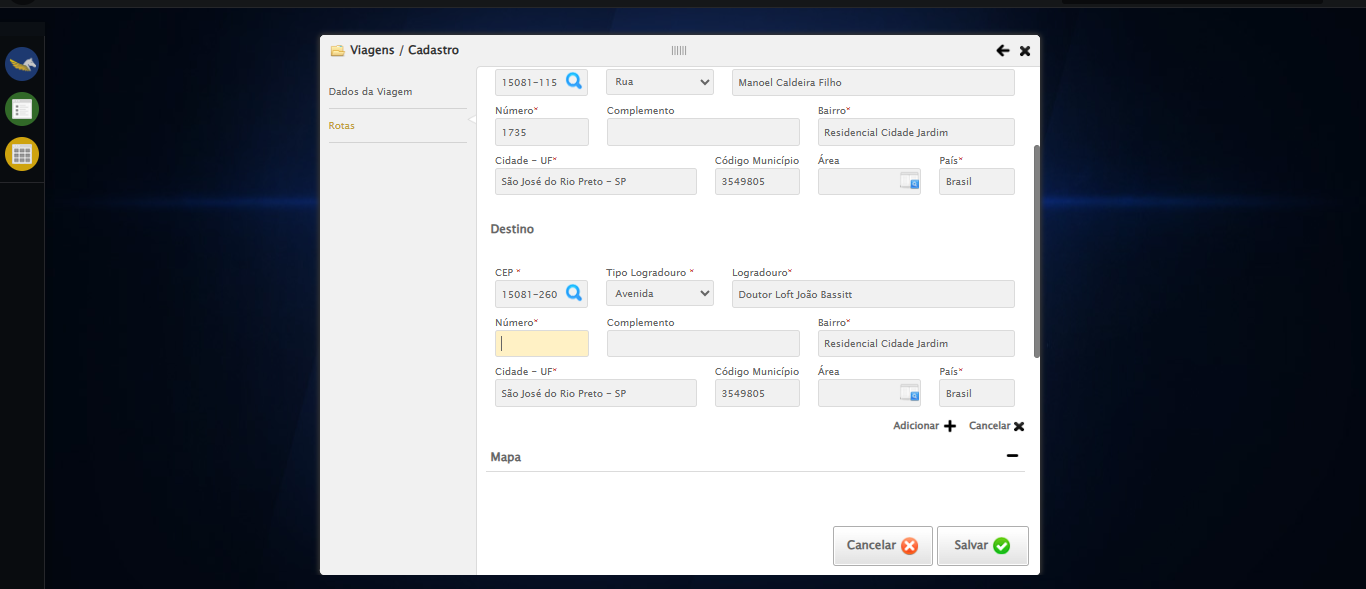 Viagens / Cadastro
Dados da Viagem
Rotas
15081-115 Rua Manoel Caldeira Filho
Número* Complemento Bairro*
1735 Residencial Cidade Jardim
Cidade - UF* Código Município Área País*
São José do Rio Preto - SP 3549805 Brasil
Destino
CEP * Tipo Logradouro * Logradouro*
15081-260 Avenida Doutor Loft João Bassitt
Número* Complemento Bairro*
Residencial Cidade Jardim
Cidade - UF* Código Município Área País*
São José do Rio Preto - SP 3549805 Brasil
Adicionar Cancelar
Mapa
Cancelar Salvar